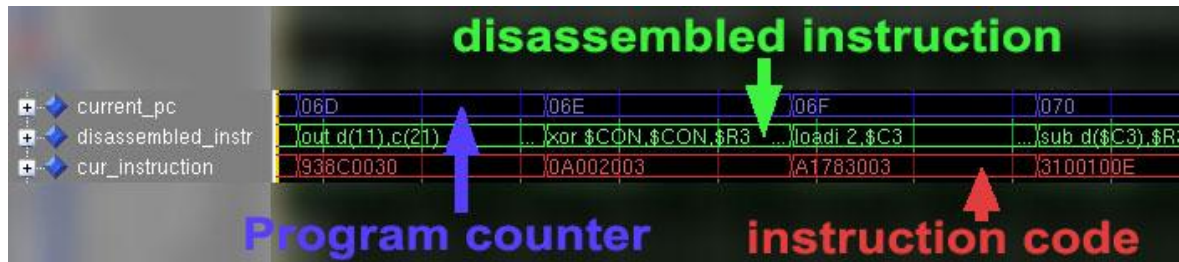 disassembled instruction
current_pc 06D 06E 06F 070
disassembled_instr out d(11),c(21) ... xor $CON,$CON,$R3 ... loadi 2,$C3 ... sub d($C3),$R3
cur_instruction 938C0030 0A002003 A1783003 3100100E
Program counter instruction code